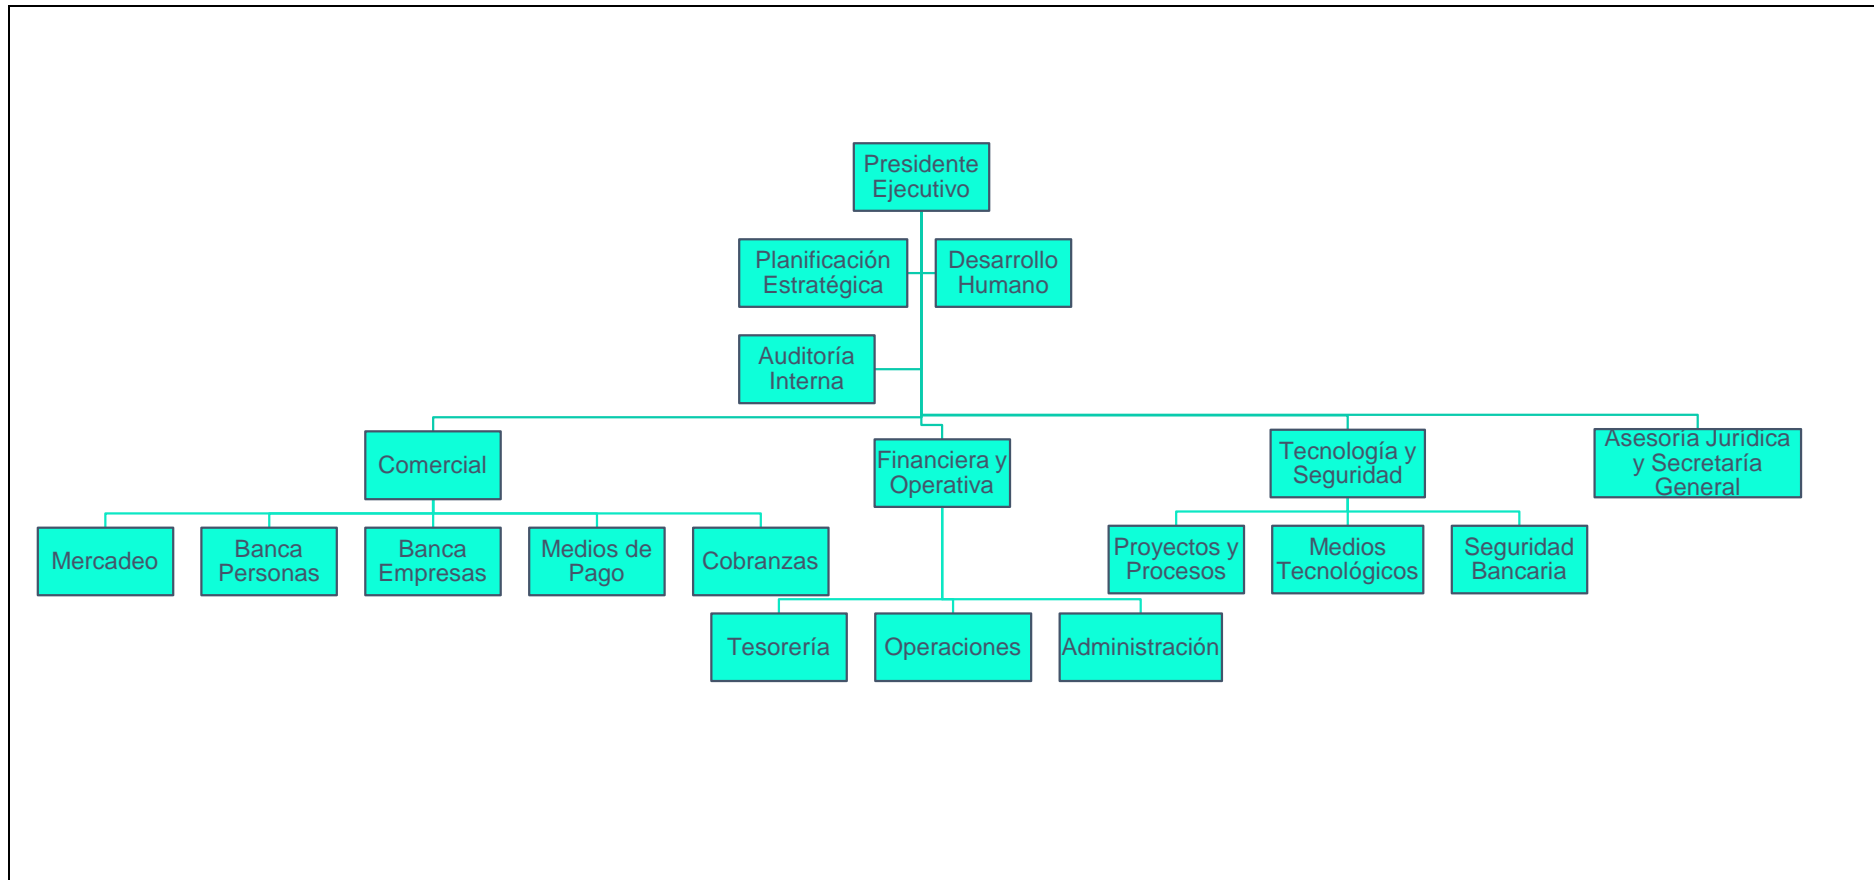 Presidente
Ejecutivo
Planificación
Estratégica
Desarrollo
Humano
Auditoría
Interna
Comercial
Financiera y
Operativa
Tecnología y
Seguridad
Asesoría Jurídica
y Secretaría
General
Mercadeo
Banca
Personas
Banca
Empresas
Medios de
Pago
Cobranzas
Proyectos y
Procesos
Medios
Tecnológicos
Seguridad
Bancaria
Tesorería
Operaciones
Administración